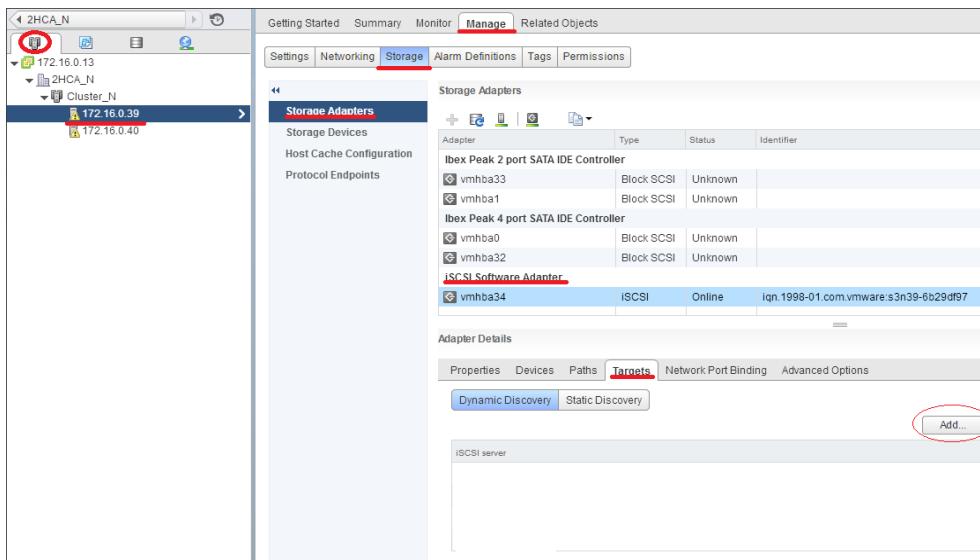 2HCA_N
172.16.0.13
2HCA_N
Cluster_N
172.16.0.39
172.16.0.40
Getting Started Summary Monitor Manage Related Objects
Settings Networking Storage Alarm Definitions Tags Permissions
Storage Adapters
Storage Devices
Host Cache Configuration
Protocol Endpoints
Storage Adapters
Adapter Type Status Identifier
Ibex Peak 2 port SATA IDE Controller
vmhba33 Block SCSI Unknown
vmhba1 Block SCSI Unknown
Ibex Peak 4 port SATA IDE Controller
vmhba0 Block SCSI Unknown
vmhba32 Block SCSI Unknown
iSCSI Software Adapter
vmhba34 iSCSI Online iqn.1998-01.com.vmware:s3n39-6b29df97
Adapter Details
Properties Devices Paths Targets Network Port Binding Advanced Options
Dynamic Discovery Static Discovery
Add...
iSCSI server